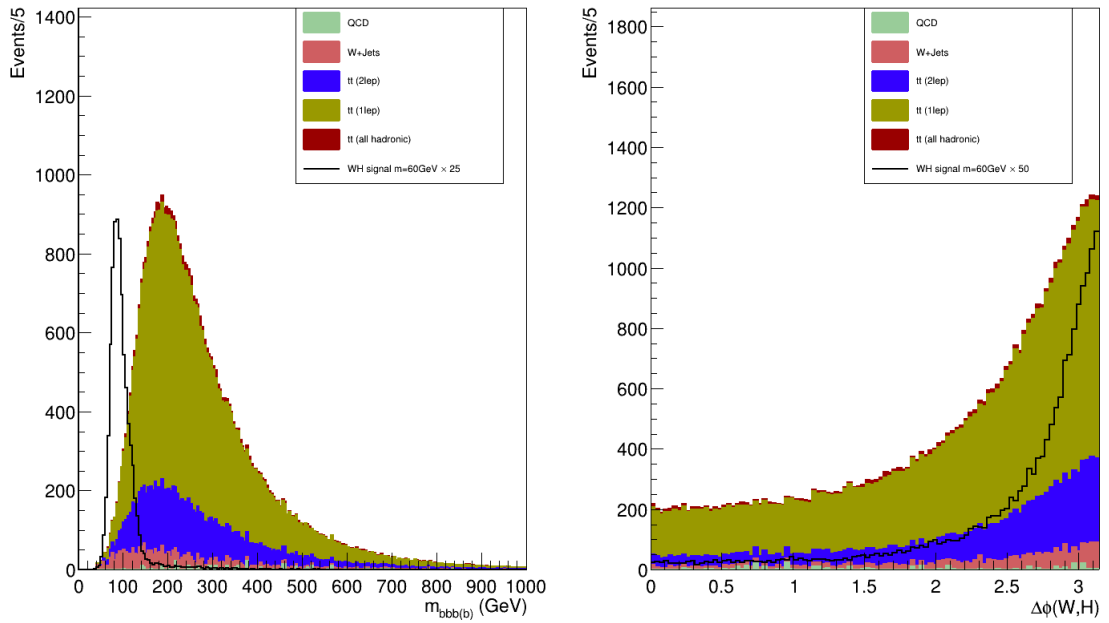 Events/5
1400
1200
1000
800
600
400
200
0
0 100 200 300 400 500 600 700 800 900 1000
m_bbb(b) (GeV)
QCD
W+Jets
tt (2lep)
tt (1lep)
tt (all hadronic)
WH signal m=60GeV × 25
Events/5
1800
1600
1400
1200
1000
800
600
400
200
0
0 0.5 1 1.5 2 2.5 3
Δϕ(W,H)
QCD
W+Jets
tt (2lep)
tt (1lep)
tt (all hadronic)
WH signal m=60GeV × 50